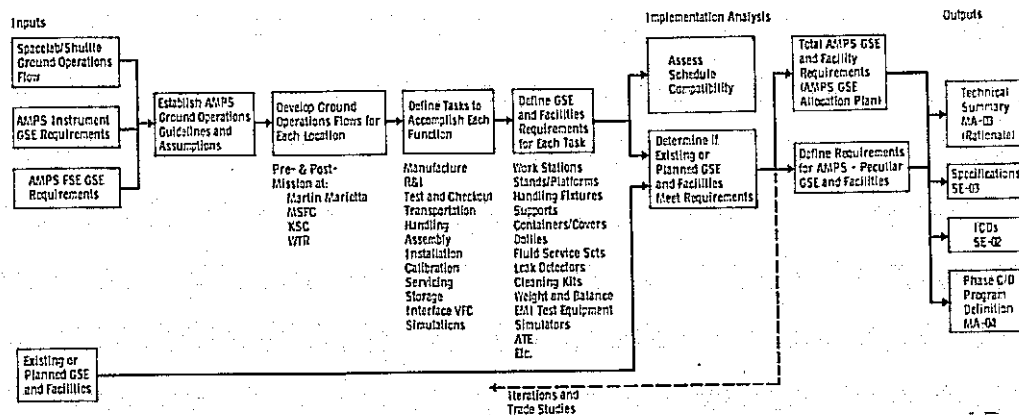 Inputs
Spacelab/Shuttle
Ground Operations
Flow
AMPS Instrument
GSE Requirements
AMPS FSE GSE
Requirements
Existing or
Planned GSE
and Facilities
Establish AMPS
Ground Operations
Guidelines and
Assumptions
Develop Ground
Operations Flows for
Each Location
Pre- & Post-
Mission at:
Martin Marietta
MSFC
KSC
WTR
Define Tasks to
Accomplish Each
Function
Manufacture
R&I
Test and Checkout
Transportation
Handling
Assembly
Installation
Calibration
Servicing
Storage
Interface VFC
Simulations
Define GSE
and Facilities
Requirements
for Each Task
Work Stations
Stands/Platforms
Handling Fixtures
Supports
Containers/Covers
Dollies
Fluid Service Sets
Leak Detectors
Cleaning Kits
Weight and Balance
EMI Test Equipment
Simulators
ATE
Etc.
Implementation Analysis
Assess
Schedule
Compatibility
Determine if
Existing or
Planned GSE
and Facilities
Meet Requirements
Iterations and
Trade Studies
Total AMPS GSE
and Facility
Requirements
(AMPS GSE
Allocation Plan)
Define Requirements
for AMPS - Peculiar
GSE and Facilities
Outputs
Technical
Summary
MA-03
(Rationale)
Specifications
SE-03
ICDs
SE-02
Phase C/D
Program
Definition
MA-04